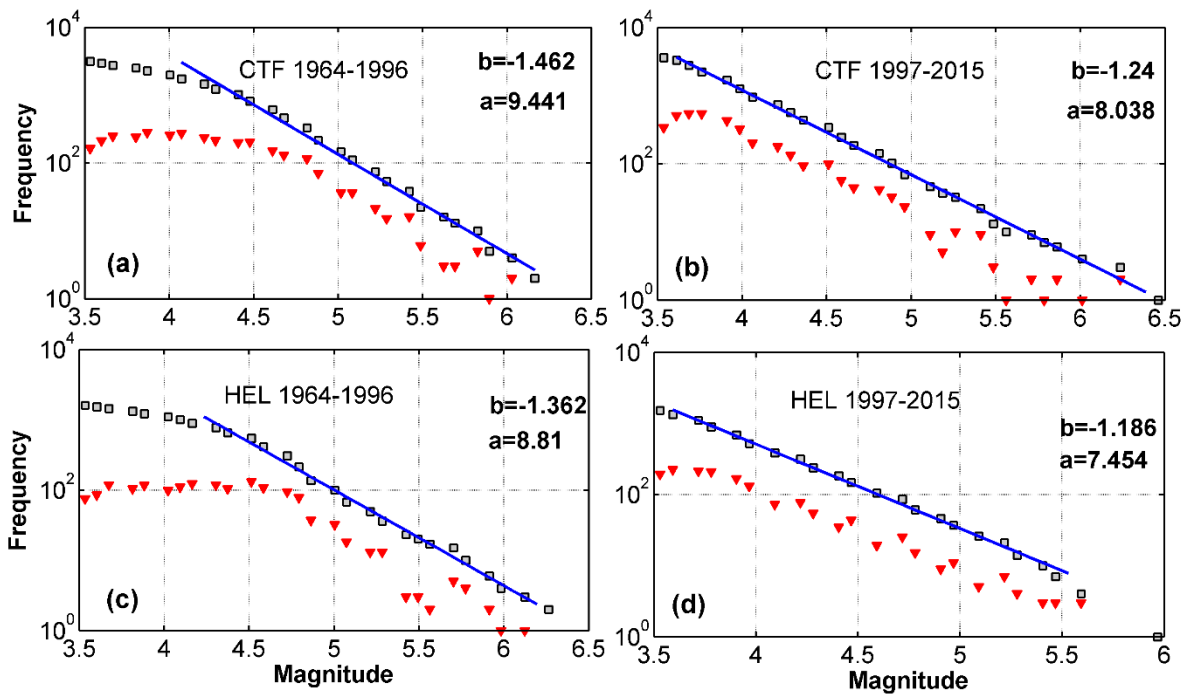 10^4
CTF 1964-1996
b=-1.462
a=9.441
10^2
Frequency
(a)
10^0
3.5 4 4.5 5 5.5 6 6.5
10^4
CTF 1997-2015
b=-1.24
a=8.038
10^2
(b)
10^0
3.5 4 4.5 5 5.5 6 6.5
10^4
HEL 1964-1996
b=-1.362
a=8.81
10^2
Frequency
(c)
10^0
3.5 4 4.5 5 5.5 6 6.5
Magnitude
10^4
HEL 1997-2015
b=-1.186
a=7.454
10^2
(d)
10^0
3.5 4 4.5 5 5.5 6
Magnitude